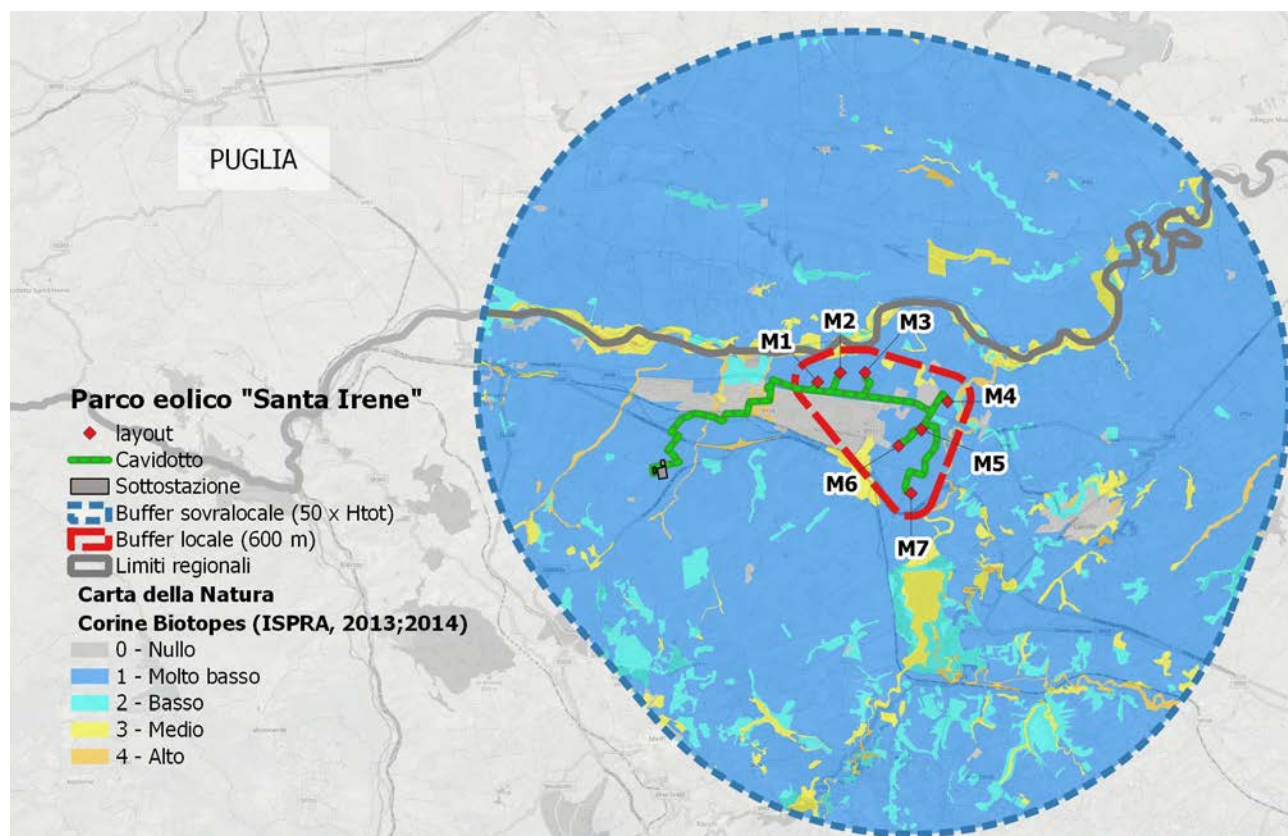 PUGLIA
M2
M3
M1
M4
M5
M6
M7
Parco eolico "Santa Irene"
layout
Cavidotto
Sottostazione
Buffer sovralocale (50 x Htot)
Buffer locale (600 m)
Limiti regionali
Carta della Natura
Corine Biotopes (ISPRA, 2013;2014)
0 - Nullo
1 - Molto basso
2 - Basso
3 - Medio
4 - Alto